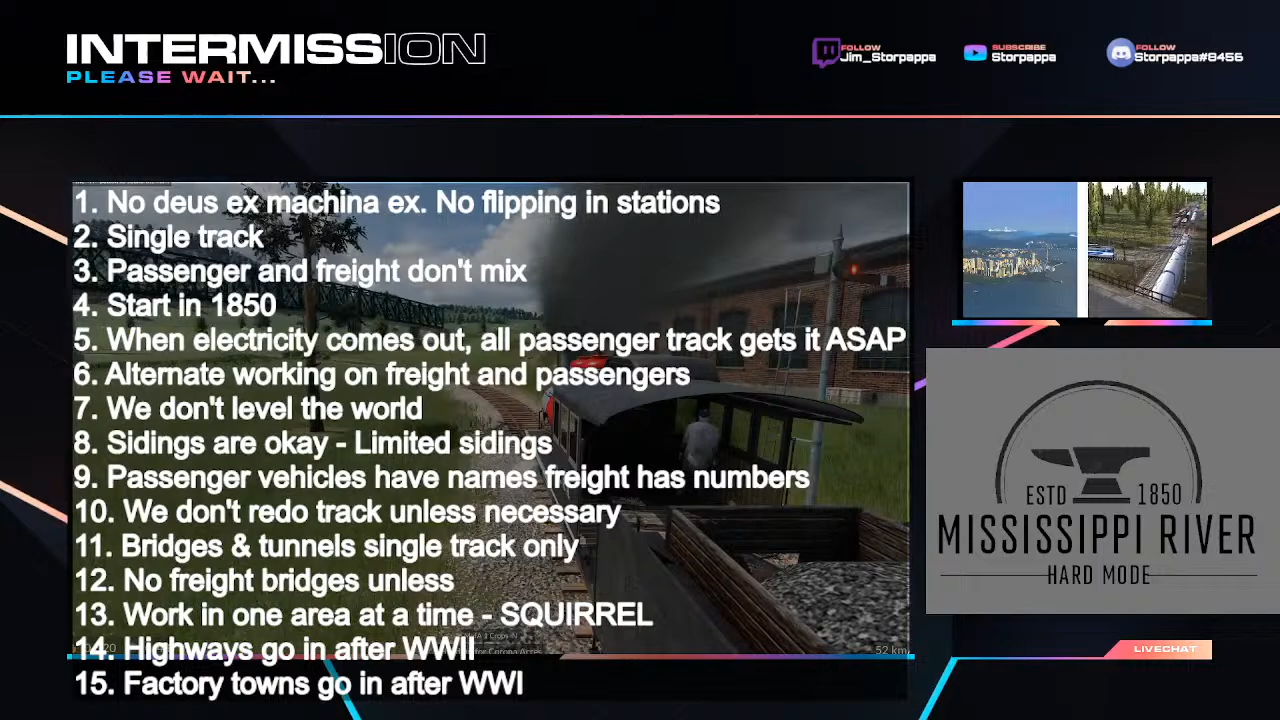 INTERMISSION
PLEASE WAIT...
FOLLOW
Jim_Storpappa
SUBSCRIBE
Storpappa
FOLLOW
Storpappa#8456
1. No deus ex machina ex. No flipping in stations
2. Single track
3. Passenger and freight don't mix
4. Start in 1850
5. When electricity comes out, all passenger track gets it ASAP
6. Alternate working on freight and passengers
7. We don't level the world
8. Sidings are okay - Limited sidings
9. Passenger vehicles have names freight has numbers
10. We don't redo track unless necessary
11. Bridges & tunnels single track only
12. No freight bridges unless
13. Work in one area at a time - SQUIRREL
14. Highways go in after WWII
15. Factory towns go in after WWI
52 km
ESTD 1850
MISSISSIPPI RIVER
HARD MODE
LIVECHAT